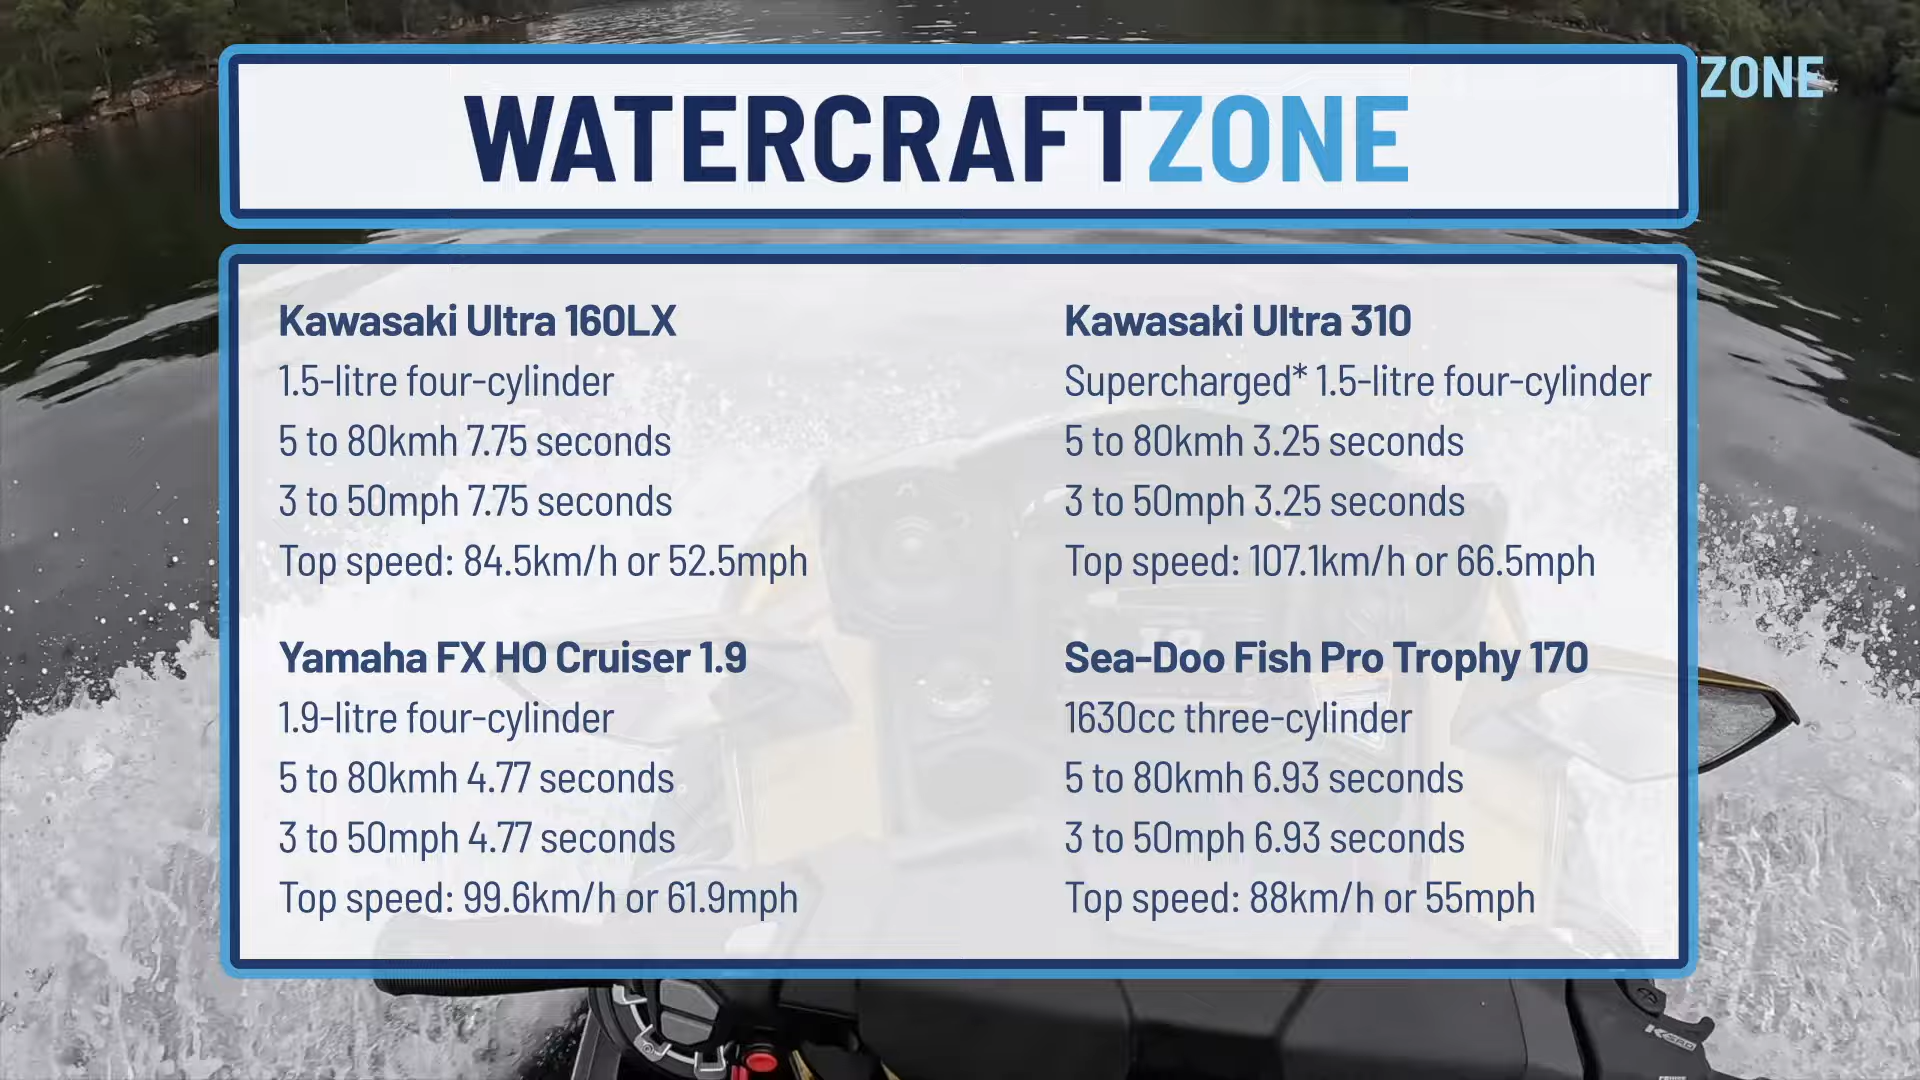 WATERCRAFTZONE
ZONE
Kawasaki Ultra 160LX
1.5-litre four-cylinder
5 to 80kmh 7.75 seconds
3 to 50mph 7.75 seconds
Top speed: 84.5km/h or 52.5mph
Kawasaki Ultra 310
Supercharged* 1.5-litre four-cylinder
5 to 80kmh 3.25 seconds
3 to 50mph 3.25 seconds
Top speed: 107.1km/h or 66.5mph
Yamaha FX HO Cruiser 1.9
1.9-litre four-cylinder
5 to 80kmh 4.77 seconds
3 to 50mph 4.77 seconds
Top speed: 99.6km/h or 61.9mph
Sea-Doo Fish Pro Trophy 170
1630cc three-cylinder
5 to 80kmh 6.93 seconds
3 to 50mph 6.93 seconds
Top speed: 88km/h or 55mph